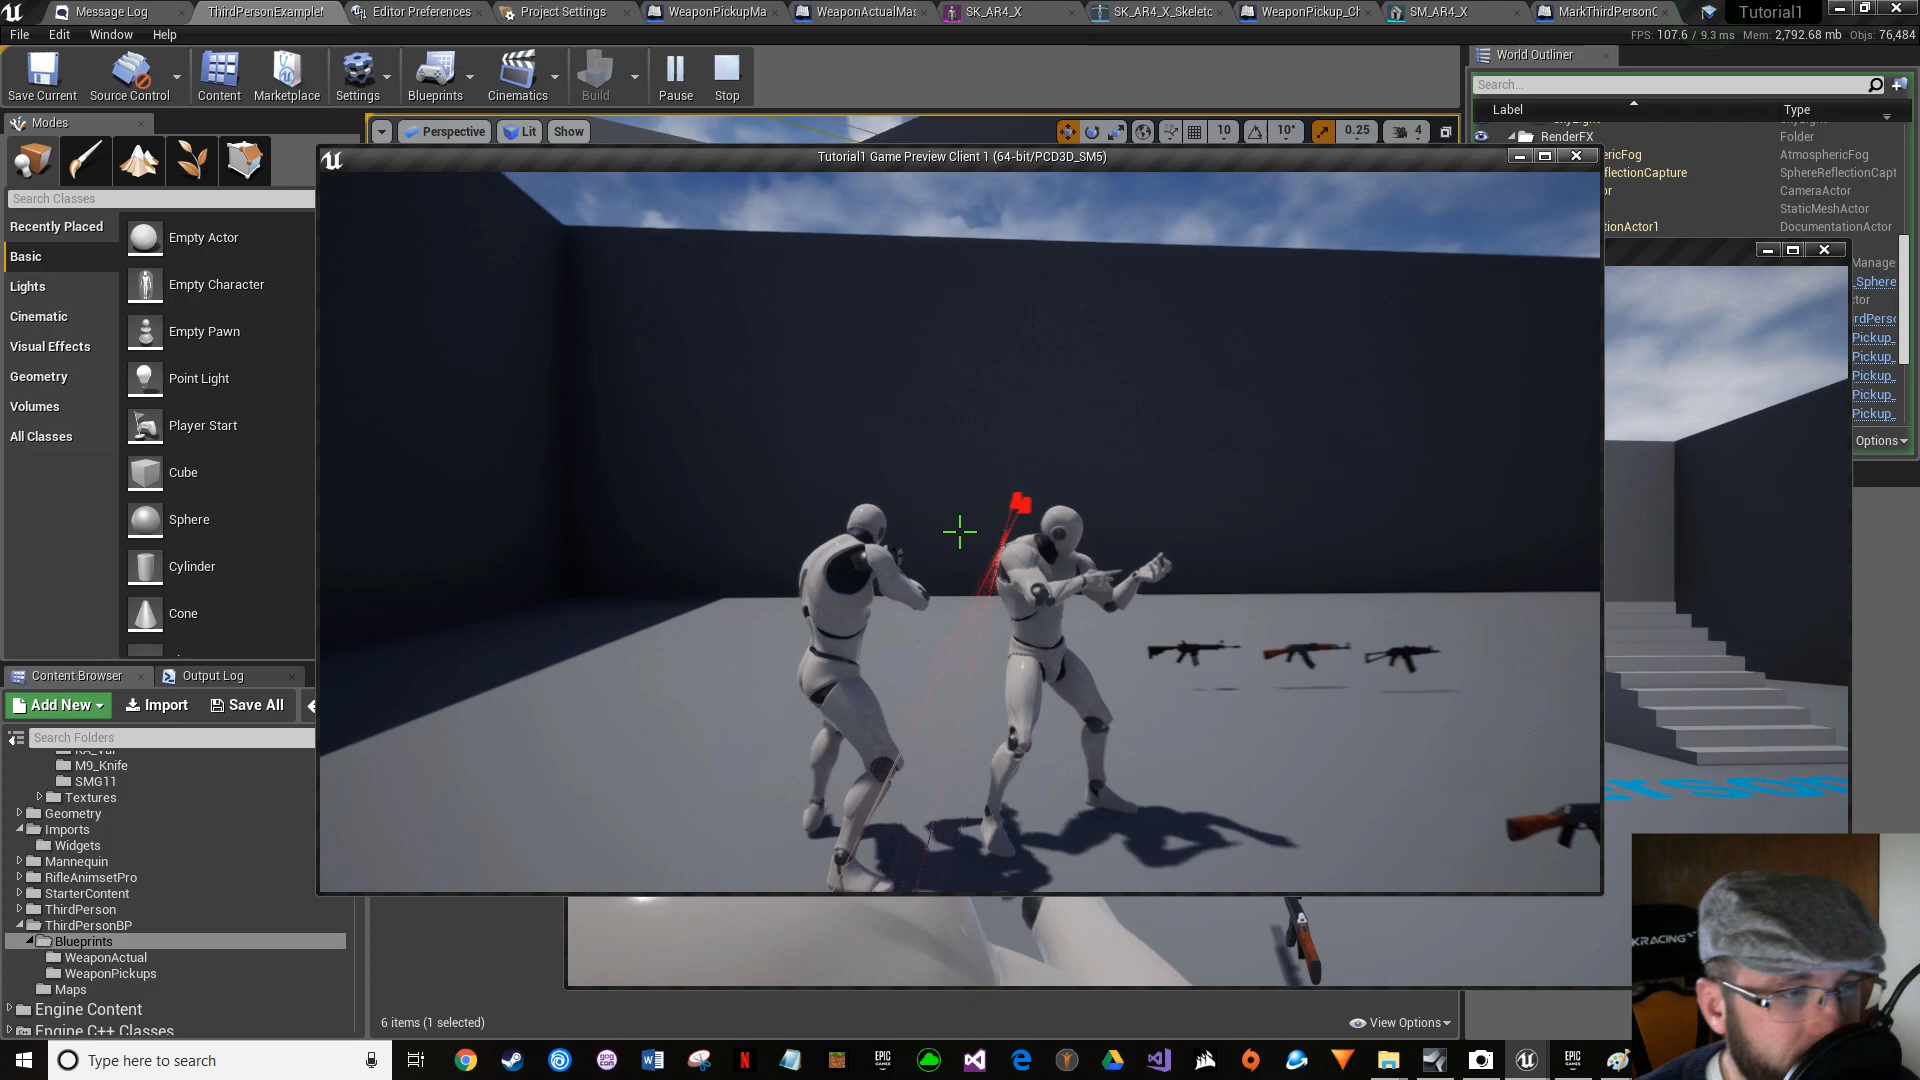 Message Log
ThirdPersonExample
Editor Preferences
Project Settings
WeaponPickupMa
WeaponActualMas
SK_AR4_X
SK_AR4_X_Skeletc
WeaponPickup_Ch
SM_AR4_X
MarkThirdPersonC
Tutorial1
File
Edit
Window
Help
FPS: 107.6 / 9.3 ms
Mem: 2,792.68 mb
Objs: 76,484
Save Current
Source Control
Content
Marketplace
Settings
Blueprints
Cinematics
Build
Pause
Stop
World Outliner
Search...
Label
Type
RenderFX
Folder
ericFog
AtmosphericFog
flectionCapture
SphereReflectionCapt
or
CameraActor
StaticMeshActor
tionActor1
DocumentationActor
Manage
_Sphere
ctor
rdPerso
Pickup_
Pickup_
Pickup_
Pickup_
Pickup_
Options
Modes
Perspective
Lit
Show
10
10°
0.25
4
Tutorial1 Game Preview Client 1 (64-bit/PCD3D_SM5)
Search Classes
Recently Placed
Basic
Lights
Cinematic
Visual Effects
Geometry
Volumes
All Classes
Empty Actor
Empty Character
Empty Pawn
Point Light
Player Start
Cube
Sphere
Cylinder
Cone
Content Browser
Output Log
Add New
Import
Save All
Search Folders
KA_Val
M9_Knife
SMG11
Textures
Geometry
Imports
Widgets
Mannequin
RifleAnimsetPro
StarterContent
ThirdPerson
ThirdPersonBP
Blueprints
WeaponActual
WeaponPickups
Maps
Engine Content
Engine C++ Classes
6 items (1 selected)
View Options
KRACING
Type here to search